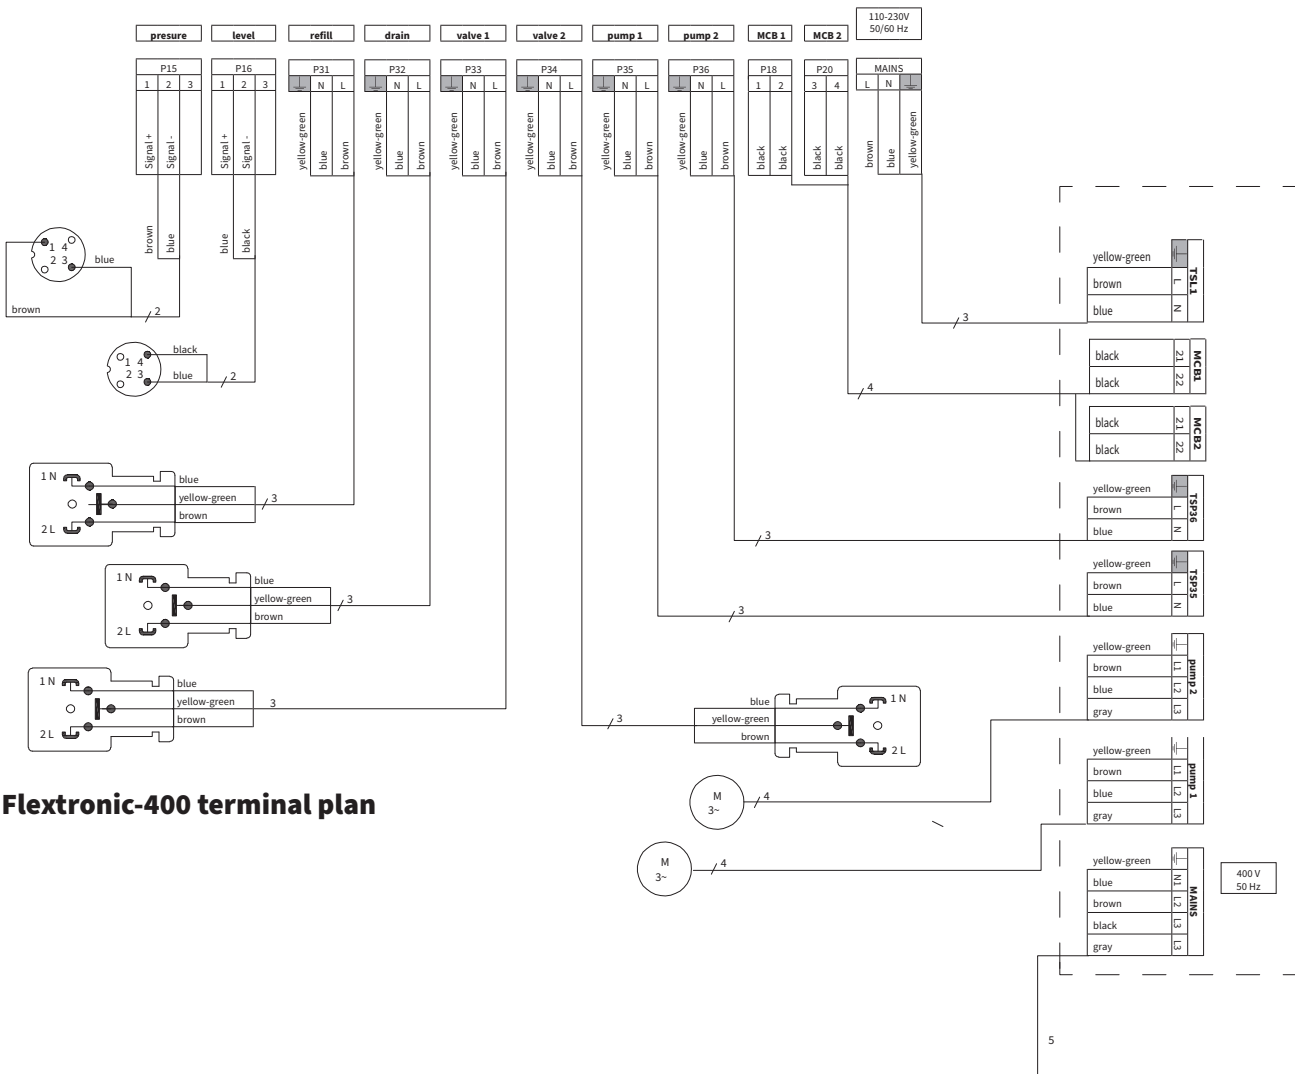 110-230V
50/60 Hz
presure level refill drain valve 1 valve 2 pump 1 pump 2 MCB 1 MCB 2
P15 P16 P31 P32 P33 P34 P35 P36 P18 P20 MAINS
1 2 3 1 2 3 N L N L N L N L N L N L 1 2 3 4 L N
Signal + Signal - Signal + Signal - yellow-green blue brown yellow-green blue brown yellow-green blue brown yellow-green blue brown yellow-green blue brown yellow-green blue brown black black black black brown blue yellow-green
brown blue blue black
1 4
2 3 blue
brown 2
1 4 black
2 3 blue 2
yellow-green
brown L
blue N
TSL1
3
black 21
black 22
MCB1
4
black 21
black 22
MCB2
1 N blue
yellow-green 3
2 L brown
yellow-green
brown L
blue N
TSP36
3
1 N blue
yellow-green 3
2 L brown
yellow-green
brown L
blue N
TSP35
3
1 N blue
yellow-green 3
2 L brown
yellow-green
brown L1
blue L2
gray L3
pump 2
blue 1 N
3 yellow-green
brown 2 L
yellow-green
brown L1
blue L2
gray L3
pump 1
M
3~ 4
Flextronic-400 terminal plan
M
3~ 4
yellow-green
blue N1
brown L2
black L3
gray L3
MAINS
400 V
50 Hz
5